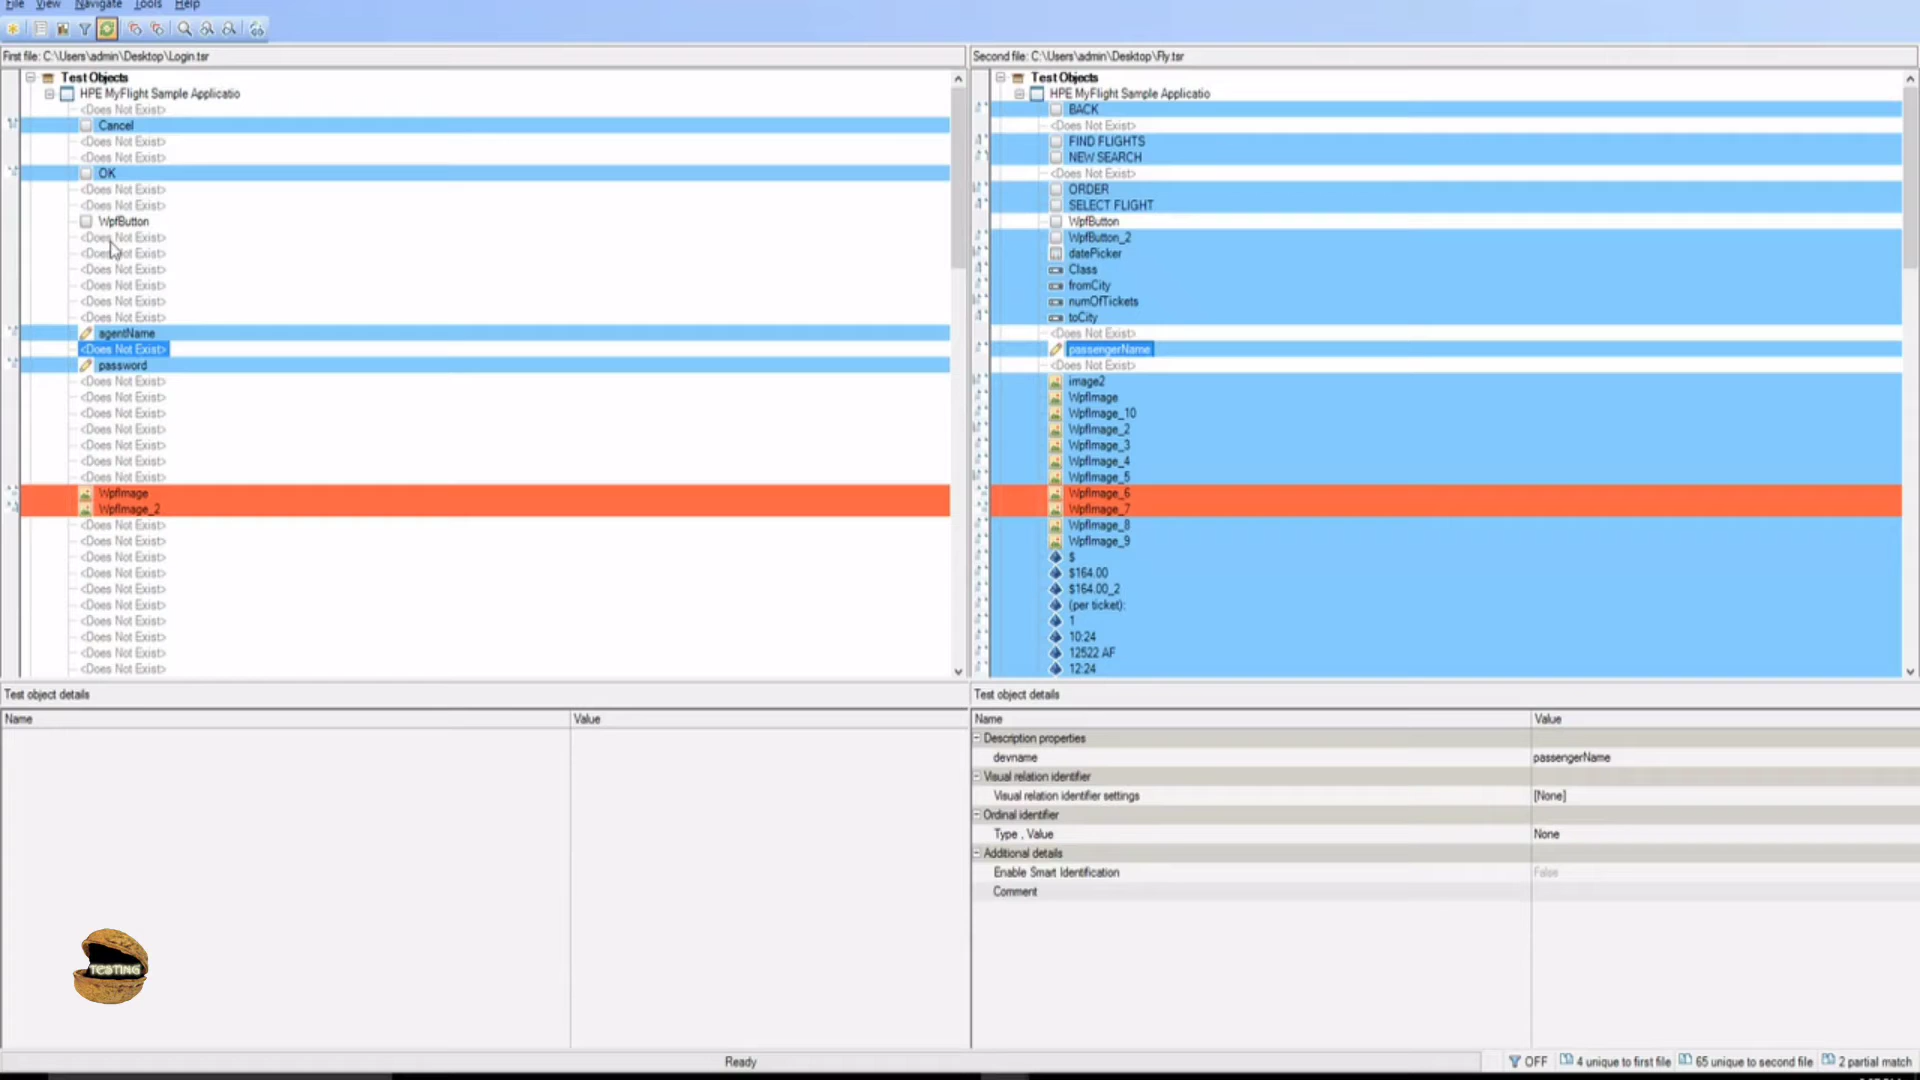 File View Navigate Tools Help
First file: C:\Users\admin\Desktop\Login.tsr
Test Objects
HPE MyFlight Sample Applicatio
<Does Not Exist>
Cancel
<Does Not Exist>
<Does Not Exist>
OK
<Does Not Exist>
<Does Not Exist>
WpfButton
<Does Not Exist>
<Does Not Exist>
<Does Not Exist>
<Does Not Exist>
<Does Not Exist>
<Does Not Exist>
agentName
<Does Not Exist>
password
<Does Not Exist>
<Does Not Exist>
<Does Not Exist>
<Does Not Exist>
<Does Not Exist>
<Does Not Exist>
<Does Not Exist>
WpfImage
WpfImage_2
<Does Not Exist>
<Does Not Exist>
<Does Not Exist>
<Does Not Exist>
<Does Not Exist>
<Does Not Exist>
<Does Not Exist>
<Does Not Exist>
<Does Not Exist>
<Does Not Exist>
Second file: C:\Users\admin\Desktop\Fly.tsr
Test Objects
HPE MyFlight Sample Applicatio
BACK
<Does Not Exist>
FIND FLIGHTS
NEW SEARCH
<Does Not Exist>
ORDER
SELECT FLIGHT
WpfButton
WpfButton_2
datePicker
Class
fromCity
numOfTickets
toCity
<Does Not Exist>
passengerName
<Does Not Exist>
image2
WpfImage
WpfImage_10
WpfImage_2
WpfImage_3
WpfImage_4
WpfImage_5
WpfImage_6
WpfImage_7
WpfImage_8
WpfImage_9
$
$164.00
$164.00_2
(per ticket):
1
10:24
12522 AF
12:24
Test object details
Name Value
Test object details
Name Value
Description properties
devname passengerName
Visual relation identifier
Visual relation identifier settings [None]
Ordinal identifier
Type , Value None
Additional details
Enable Smart Identification False
Comment
TESTING
Ready
OFF 4 unique to first file 65 unique to second file 2 partial match